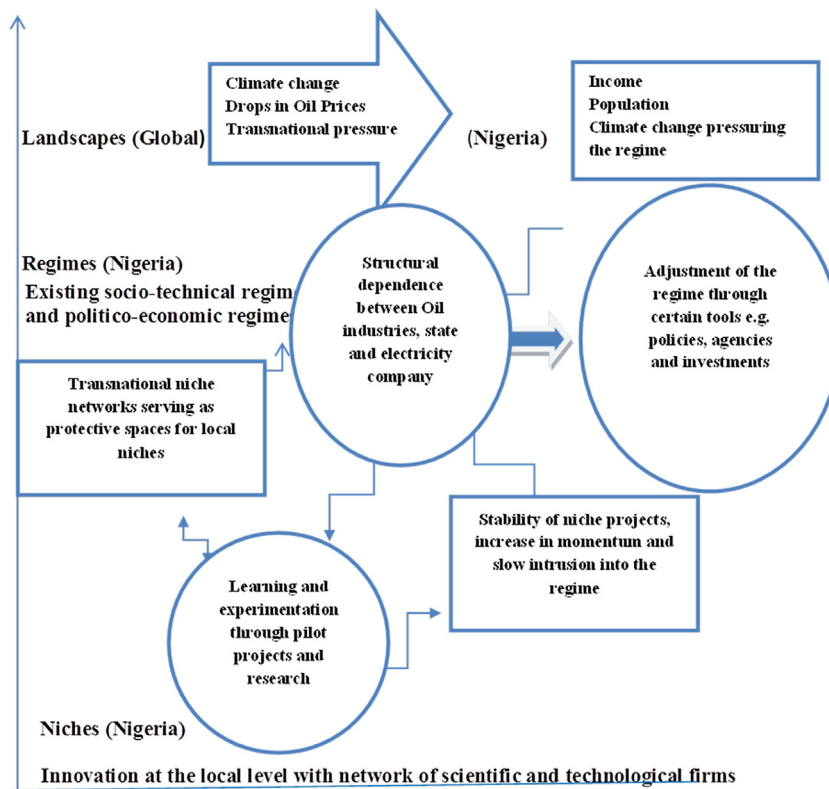 Climate change
Drops in Oil Prices
Transnational pressure
Landscapes (Global)
(Nigeria)
Income
Population
Climate change pressuring
the regime
Regimes (Nigeria)
Existing socio-technical regim
and politico-economic regime
Structural
dependence
between Oil
industries, state
and electricity
company
Adjustment of the
regime through
certain tools e.g.
policies, agencies
and investments
Transnational niche
networks serving as
protective spaces for local
niches
Stability of niche projects,
increase in momentum and
slow intrusion into the
regime
Learning and
experimentation
through pilot
projects and
research
Niches (Nigeria)
Innovation at the local level with network of scientific and technological firms